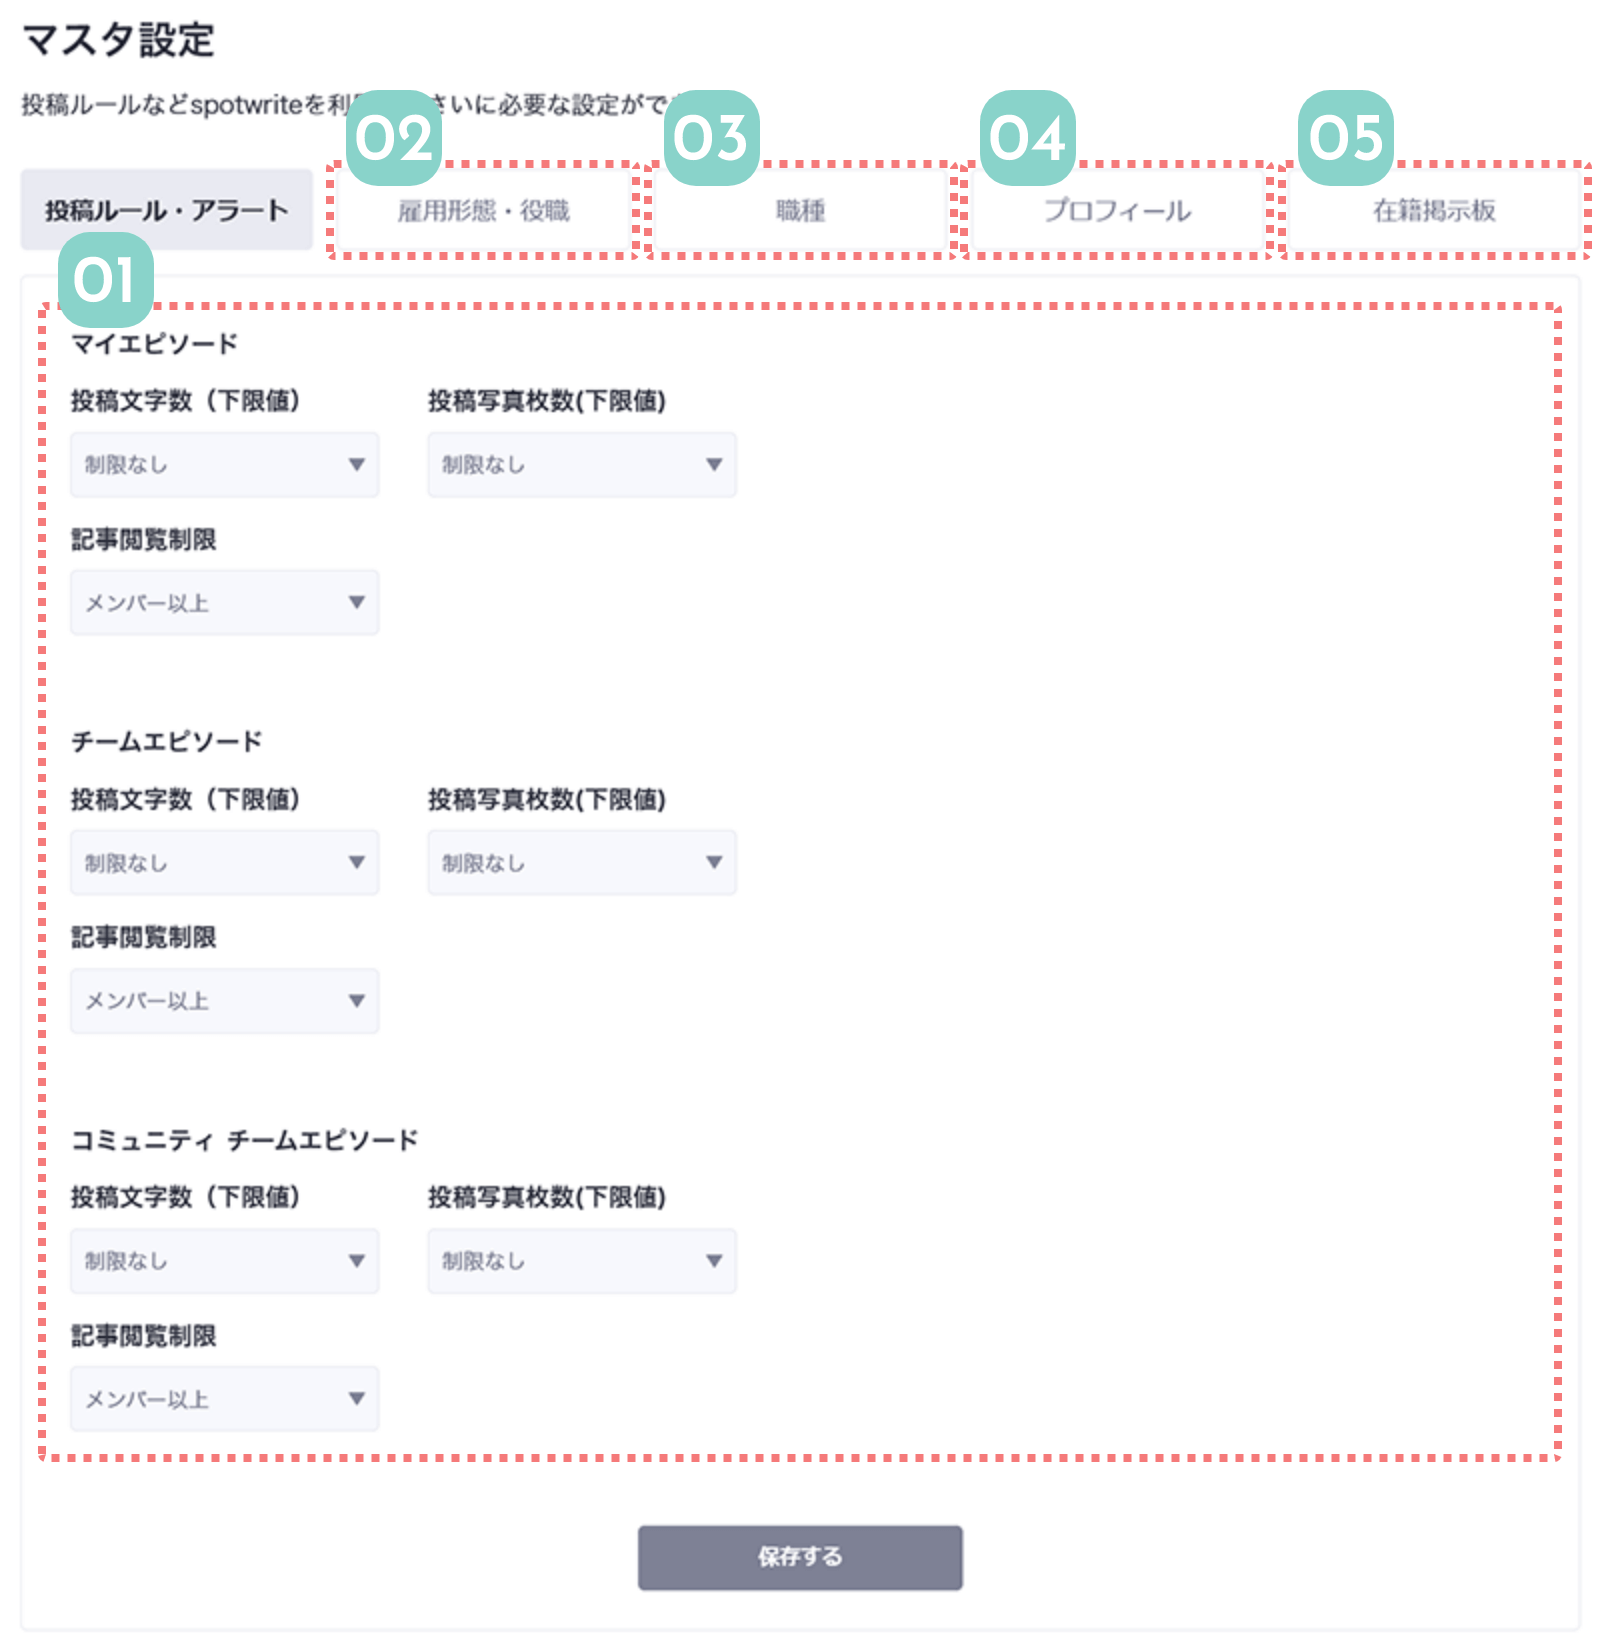 マスタ設定
投稿ルールなどspotwriteを利 さいに必要な設定がで
02 03 04 05
投稿ルール・アラート 雇用形態・役職 職種 プロフィール 在籍掲示板
01
マイエピソード
投稿文字数（下限値） 投稿写真枚数(下限値)
制限なし 制限なし
記事閲覧制限
メンバー以上
チームエピソード
投稿文字数（下限値） 投稿写真枚数(下限値)
制限なし 制限なし
記事閲覧制限
メンバー以上
コミュニティ チームエピソード
投稿文字数（下限値） 投稿写真枚数(下限値)
制限なし 制限なし
記事閲覧制限
メンバー以上
保存する